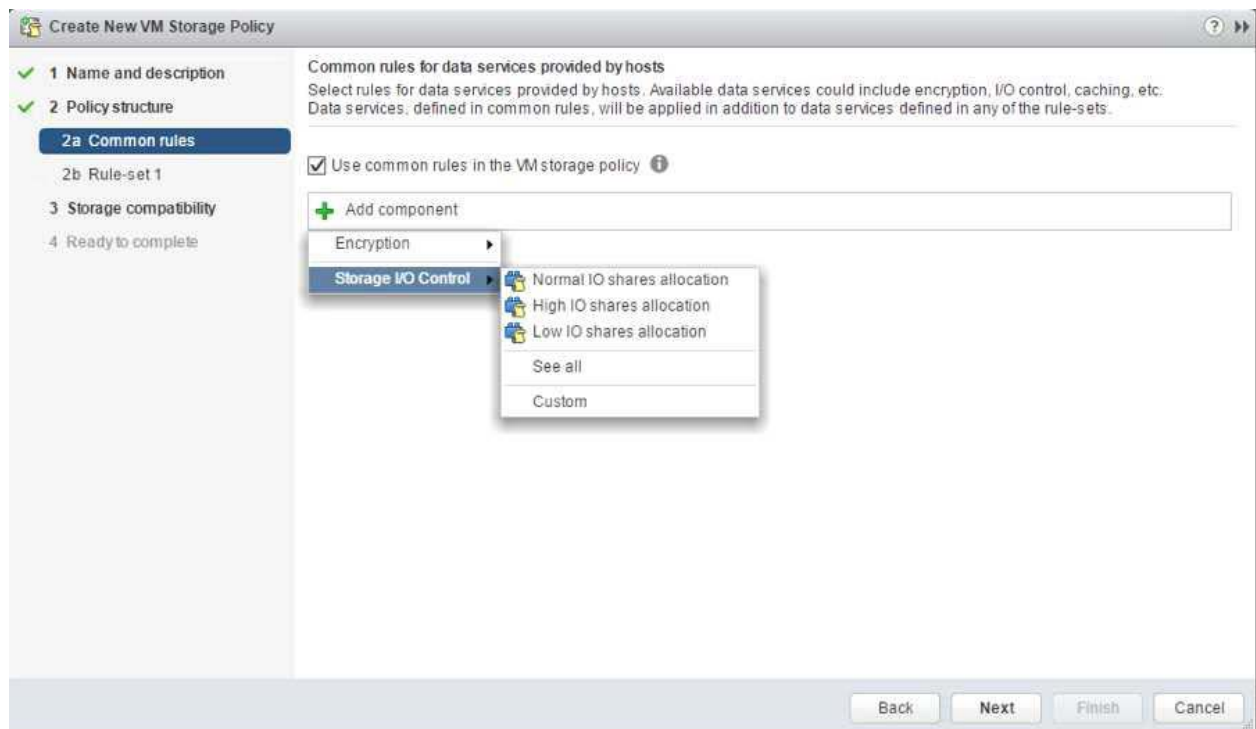 Create New VM Storage Policy
?
1 Name and description
2 Policy structure
2a Common rules
2b Rule-set 1
3 Storage compatibility
4 Ready to complete
Common rules for data services provided by hosts
Select rules for data services provided by hosts. Available data services could include encryption, I/O control, caching, etc.
Data services, defined in common rules, will be applied in addition to data services defined in any of the rule-sets.
Use common rules in the VM storage policy
Add component
Encryption
Storage I/O Control
Normal IO shares allocation
High IO shares allocation
Low IO shares allocation
See all
Custom
Back Next Finish Cancel